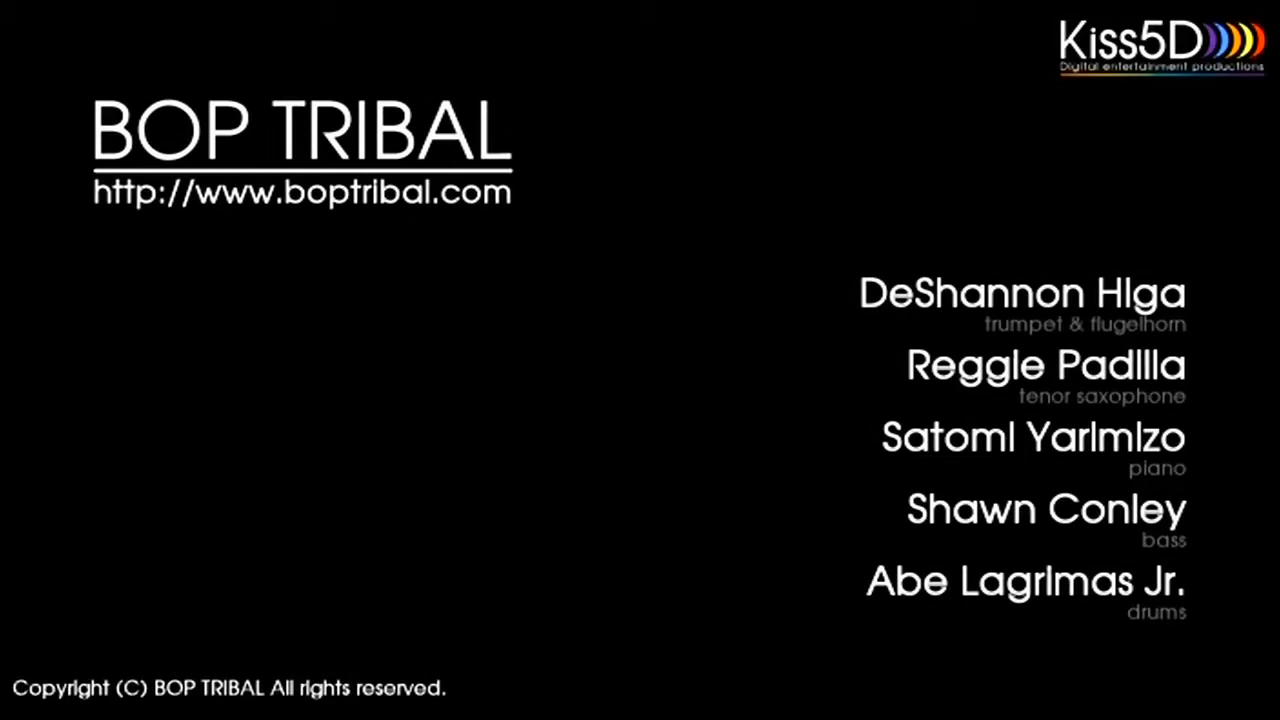 Kiss5D
Digital entertainment productions
BOP TRIBAL
http://www.boptribal.com
DeShannon Higa
trumpet & flugelhorn
Reggie Padilla
tenor saxophone
Satomi Yarimizo
piano
Shawn Conley
bass
Abe Lagrimas Jr.
drums
Copyright (C) BOP TRIBAL All rights reserved.